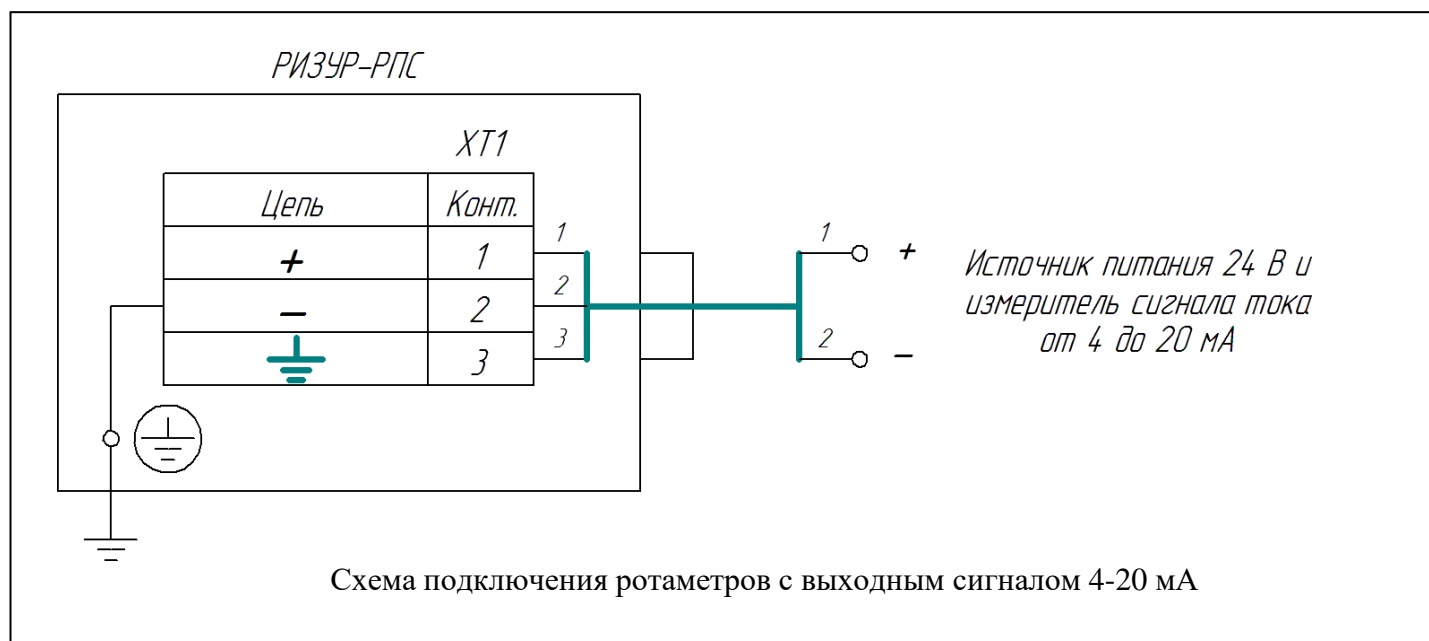 РИЗУР-РПС
XT1
Цепь Конт.
+ 1
− 2
3
1
2
3
1 +
2 −
Источник питания 24 В и
измеритель сигнала тока
от 4 до 20 мА
Схема подключения ротаметров с выходным сигналом 4-20 мА